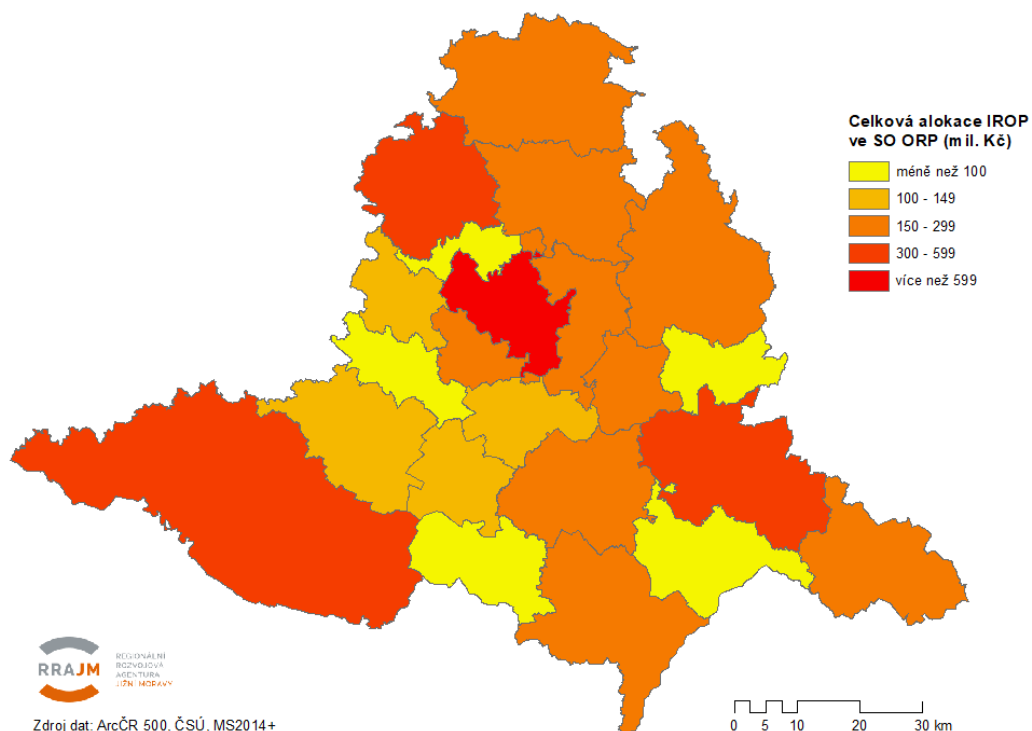 Celková alokace IROP
ve SO ORP (mil. Kč)
méně než 100
100 - 149
150 - 299
300 - 599
více než 599
RRAJM
REGIONÁLNÍ
ROZVOJOVÁ
AGENTURA
JIŽNÍ MORAVY
Zdroj dat: ArcČR 500, ČSÚ, MS2014+
0 5 10 20 30 km